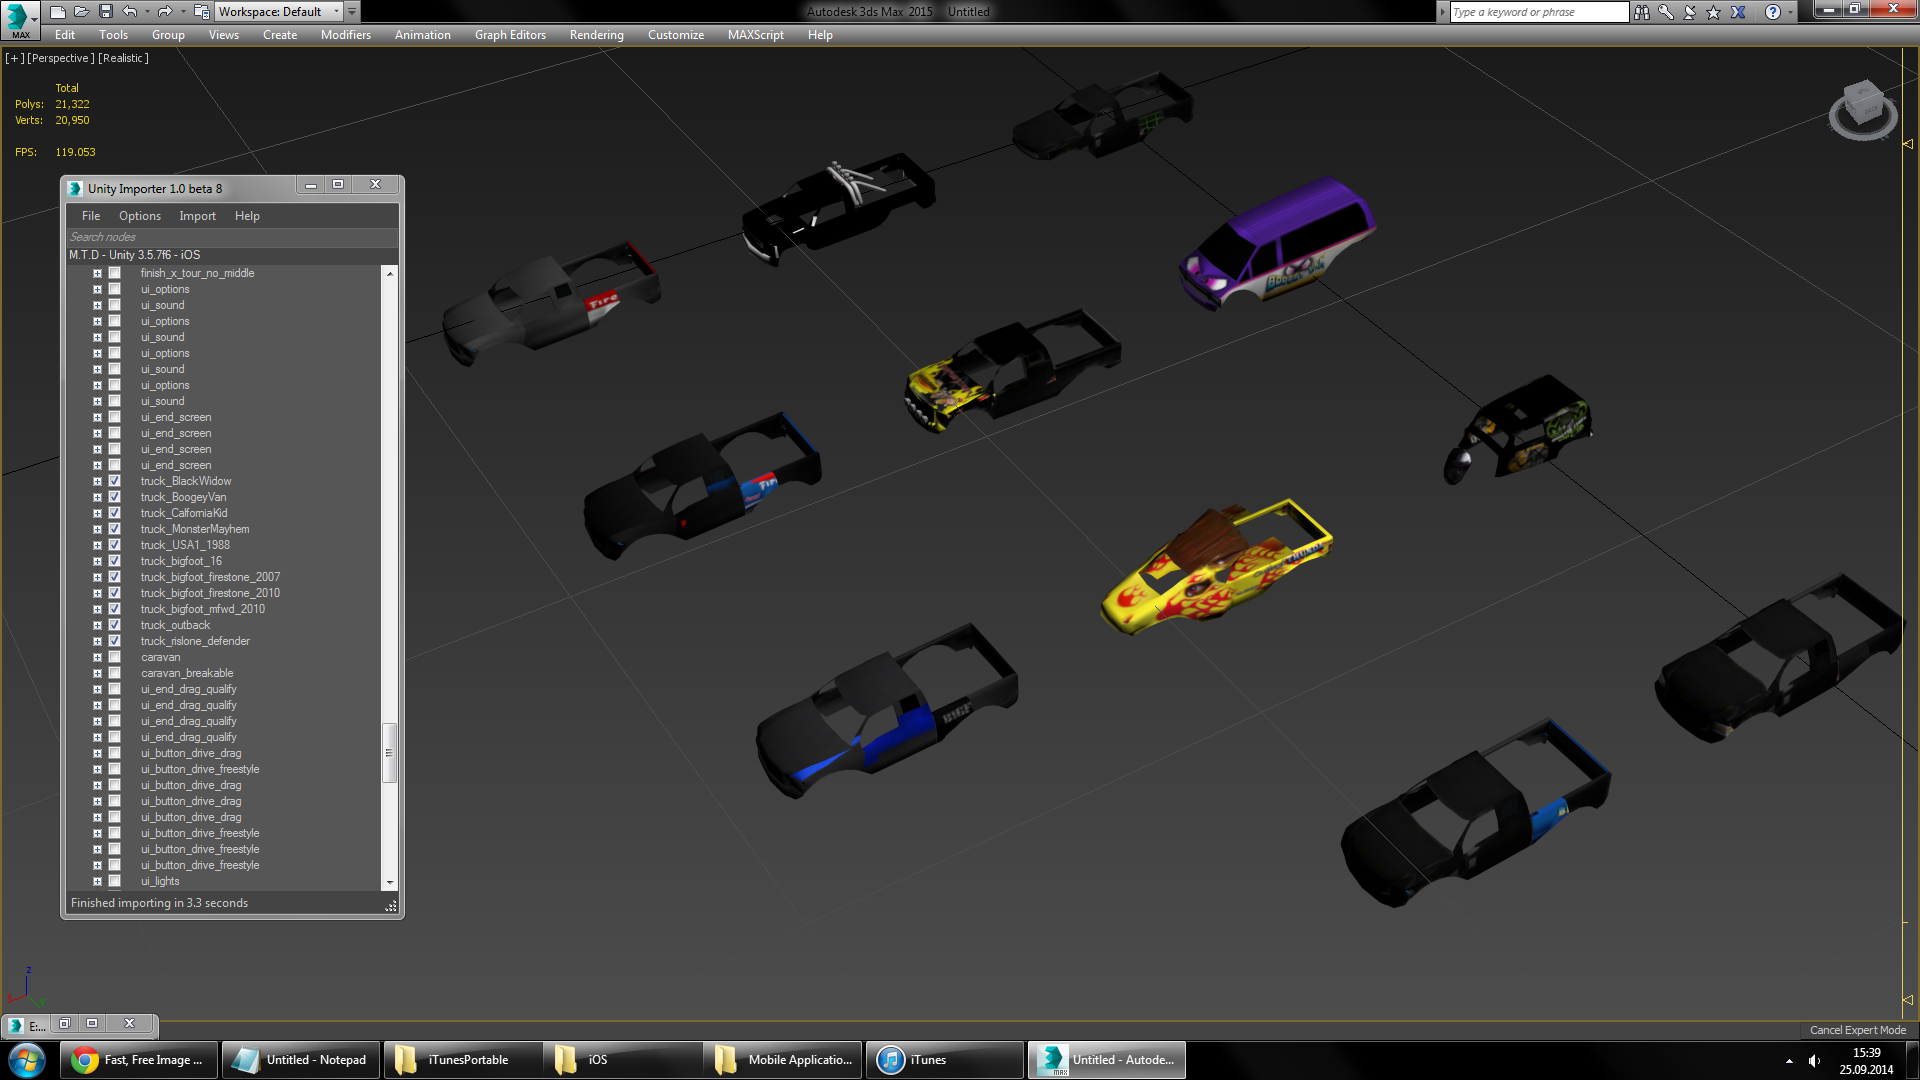 Workspace: Default
Autodesk 3ds Max 2015 Untitled
Type a keyword or phrase
MAX
Edit Tools Group Views Create Modifiers Animation Graph Editors Rendering Customize MAXScript Help
[+] [Perspective ] [Realistic ]
Total
Polys: 21,322
Verts: 20,950
FPS: 119.053
Unity Importer 1.0 beta 8
File Options Import Help
Search nodes
M.T.D - Unity 3.5.7f6 - iOS
finish_x_tour_no_middle
ui_options
ui_sound
ui_options
ui_sound
ui_options
ui_sound
ui_options
ui_sound
ui_end_screen
ui_end_screen
ui_end_screen
ui_end_screen
truck_BlackWidow
truck_BoogeyVan
truck_CalforniaKid
truck_MonsterMayhem
truck_USA1_1988
truck_bigfoot_16
truck_bigfoot_firestone_2007
truck_bigfoot_firestone_2010
truck_bigfoot_mfwd_2010
truck_outback
truck_rislone_defender
caravan
caravan_breakable
ui_end_drag_qualify
ui_end_drag_qualify
ui_end_drag_qualify
ui_end_drag_qualify
ui_button_drive_drag
ui_button_drive_freestyle
ui_button_drive_drag
ui_button_drive_drag
ui_button_drive_drag
ui_button_drive_freestyle
ui_button_drive_freestyle
ui_button_drive_freestyle
ui_lights
Finished importing in 3.3 seconds
Fire
Fire
BIGF
z
E:...
Cancel Expert Mode
Fast, Free Image ...
Untitled - Notepad
iTunesPortable
iOS
Mobile Applicatio...
iTunes
MAX
Untitled - Autode...
15:39
25.09.2014